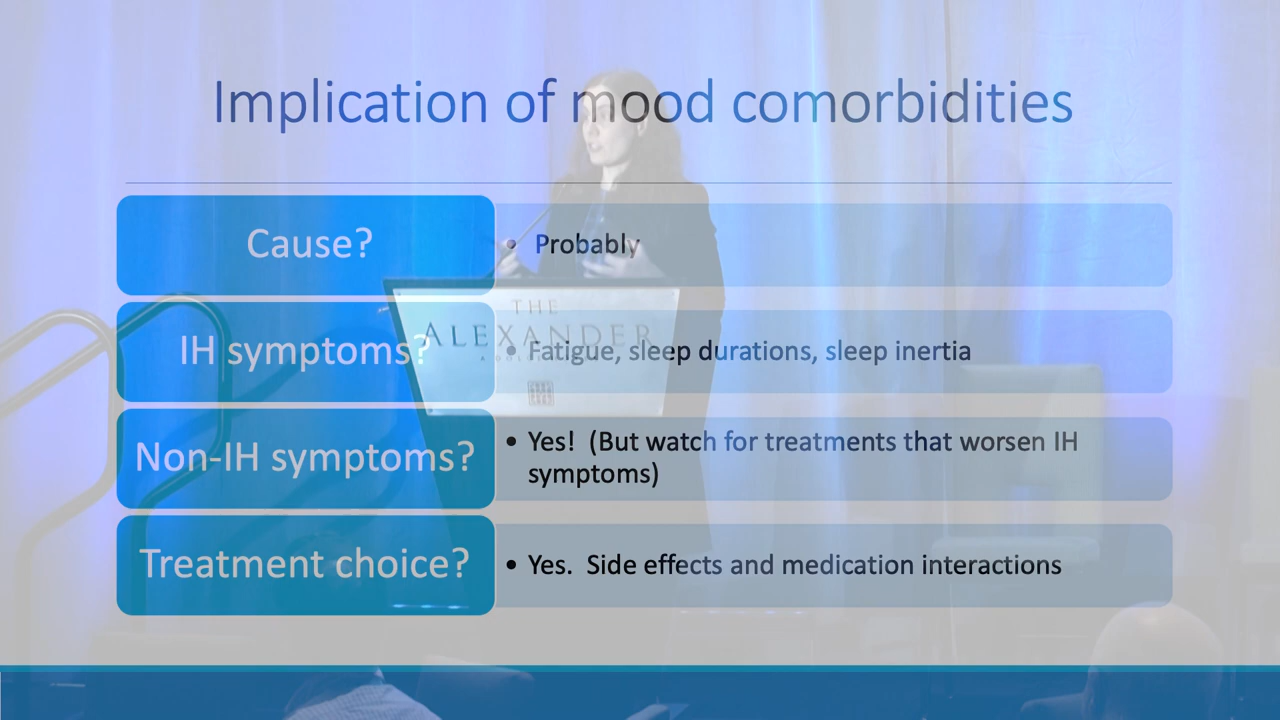 Implication of mood comorbidities
Cause?
• Probably
IH symptoms?
• Fatigue, sleep durations, sleep inertia
Non-IH symptoms?
• Yes! (But watch for treatments that worsen IH
symptoms)
Treatment choice?
• Yes. Side effects and medication interactions
THE
ALEXANDER